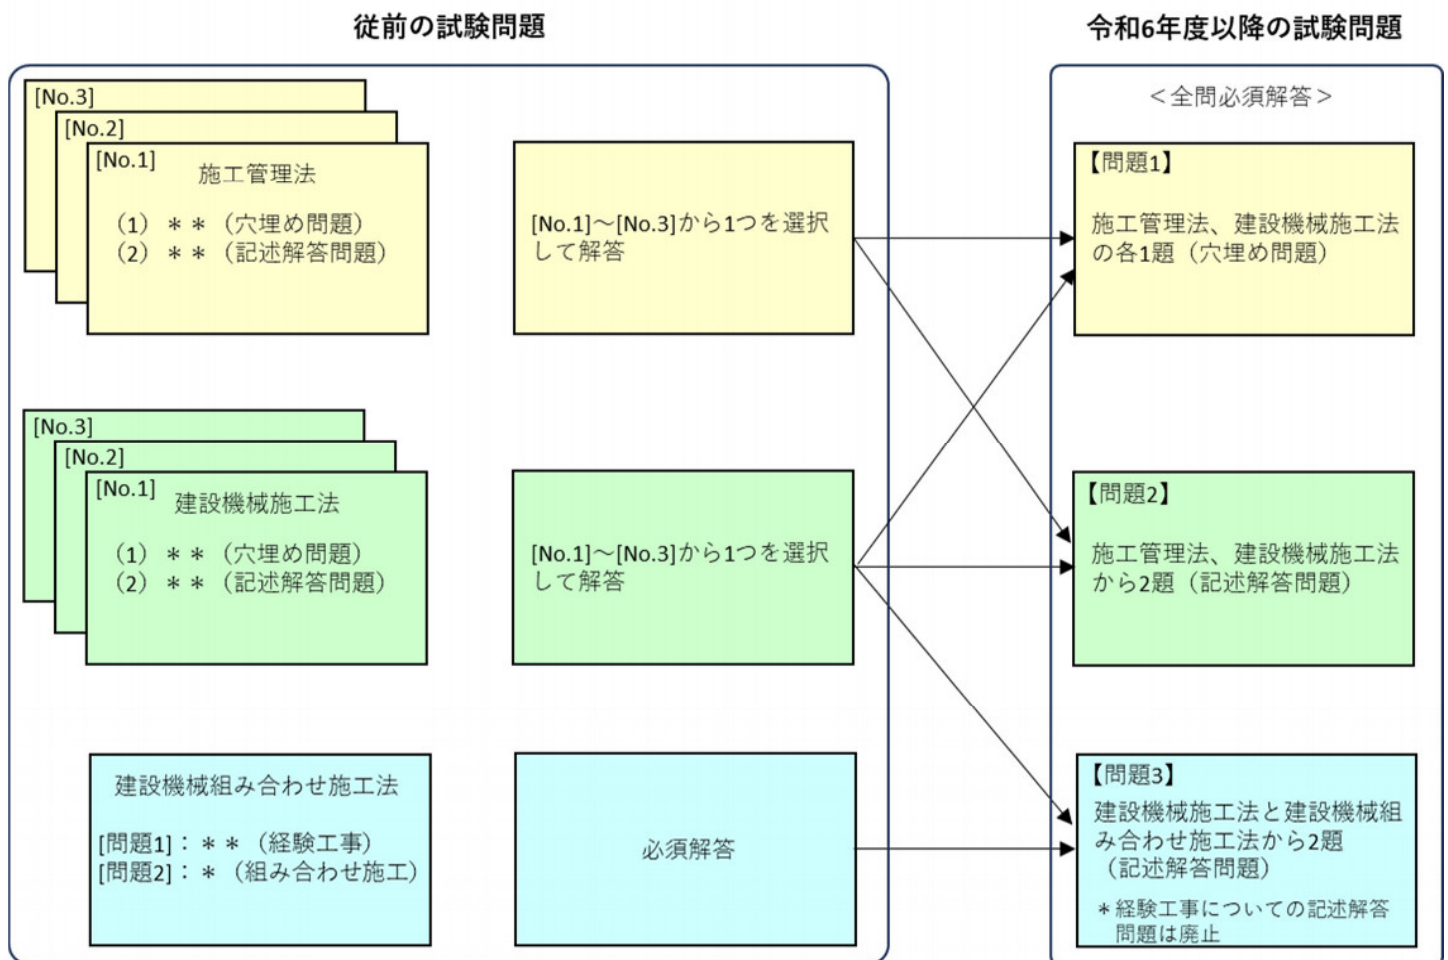 従前の試験問題
令和6年度以降の試験問題
[No.3]
[No.2]
[No.1]
施工管理法
（1）＊＊（穴埋め問題）
（2）＊＊（記述解答問題）
[No.1]～[No.3]から1つを選択
して解答
＜全問必須解答＞
【問題1】
施工管理法、建設機械施工法
の各1題（穴埋め問題）
[No.3]
[No.2]
[No.1]
建設機械施工法
（1）＊＊（穴埋め問題）
（2）＊＊（記述解答問題）
[No.1]～[No.3]から1つを選択
して解答
【問題2】
施工管理法、建設機械施工法
から2題（記述解答問題）
建設機械組み合わせ施工法
[問題1]：＊＊（経験工事）
[問題2]：＊（組み合わせ施工）
必須解答
【問題3】
建設機械施工法と建設機械組
み合わせ施工法から2題
（記述解答問題）
＊経験工事についての記述解答
問題は廃止